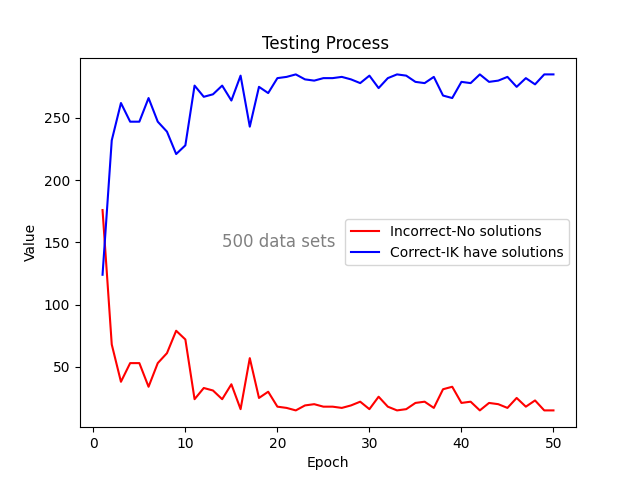 Testing Process
Value
250
200
150
100
50
500 data sets
Incorrect-No solutions
Correct-IK have solutions
0
10
20
30
40
50
Epoch